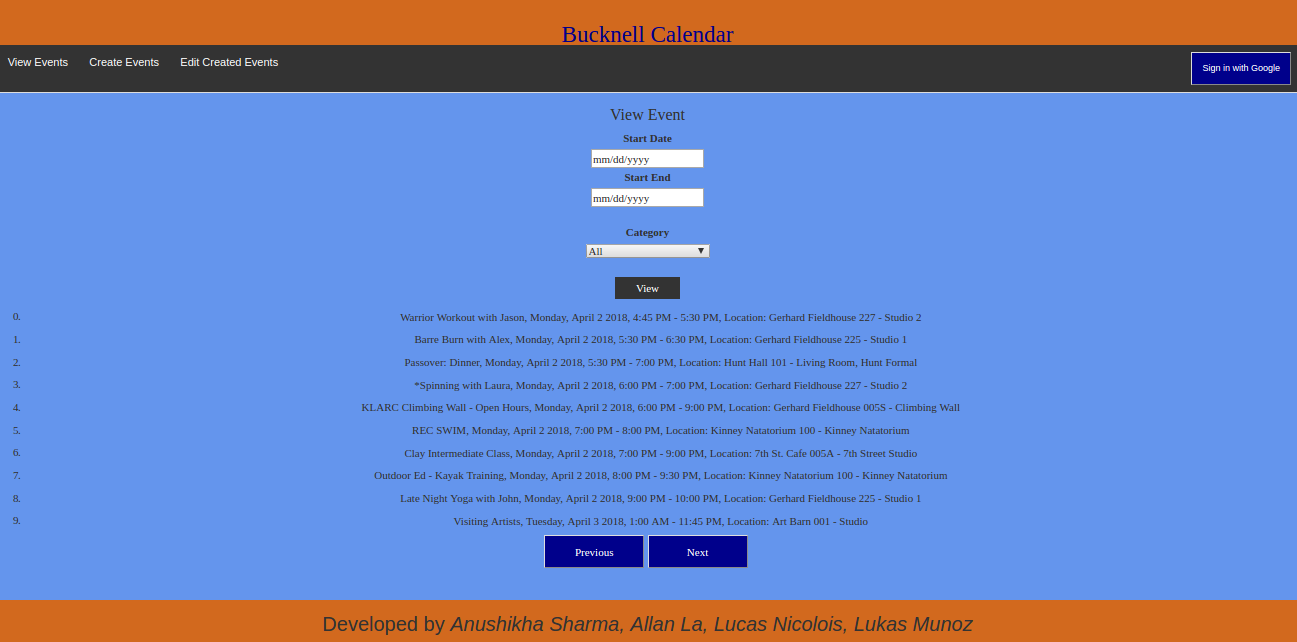 Bucknell Calendar
View Events Create Events Edit Created Events Sign in with Google
View Event
Start Date
mm/dd/yyyy
Start End
mm/dd/yyyy
Category
All
View
0. Warrior Workout with Jason, Monday, April 2 2018, 4:45 PM - 5:30 PM, Location: Gerhard Fieldhouse 227 - Studio 2
1. Barre Burn with Alex, Monday, April 2 2018, 5:30 PM - 6:30 PM, Location: Gerhard Fieldhouse 225 - Studio 1
2. Passover: Dinner, Monday, April 2 2018, 5:30 PM - 7:00 PM, Location: Hunt Hall 101 - Living Room, Hunt Formal
3. *Spinning with Laura, Monday, April 2 2018, 6:00 PM - 7:00 PM, Location: Gerhard Fieldhouse 227 - Studio 2
4. KLARC Climbing Wall - Open Hours, Monday, April 2 2018, 6:00 PM - 9:00 PM, Location: Gerhard Fieldhouse 005S - Climbing Wall
5. REC SWIM, Monday, April 2 2018, 7:00 PM - 8:00 PM, Location: Kinney Natatorium 100 - Kinney Natatorium
6. Clay Intermediate Class, Monday, April 2 2018, 7:00 PM - 9:00 PM, Location: 7th St. Cafe 005A - 7th Street Studio
7. Outdoor Ed - Kayak Training, Monday, April 2 2018, 8:00 PM - 9:30 PM, Location: Kinney Natatorium 100 - Kinney Natatorium
8. Late Night Yoga with John, Monday, April 2 2018, 9:00 PM - 10:00 PM, Location: Gerhard Fieldhouse 225 - Studio 1
9. Visiting Artists, Tuesday, April 3 2018, 1:00 AM - 11:45 PM, Location: Art Barn 001 - Studio
Previous Next
Developed by Anushikha Sharma, Allan La, Lucas Nicolois, Lukas Munoz